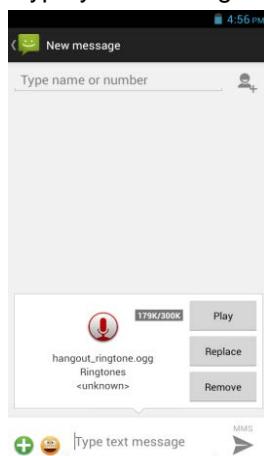 4:56 PM
New message
Type name or number
179K/300K
Play
hangout_ringtone.ogg
Ringtones
<unknown>
Replace
Remove
MMS
Type text message